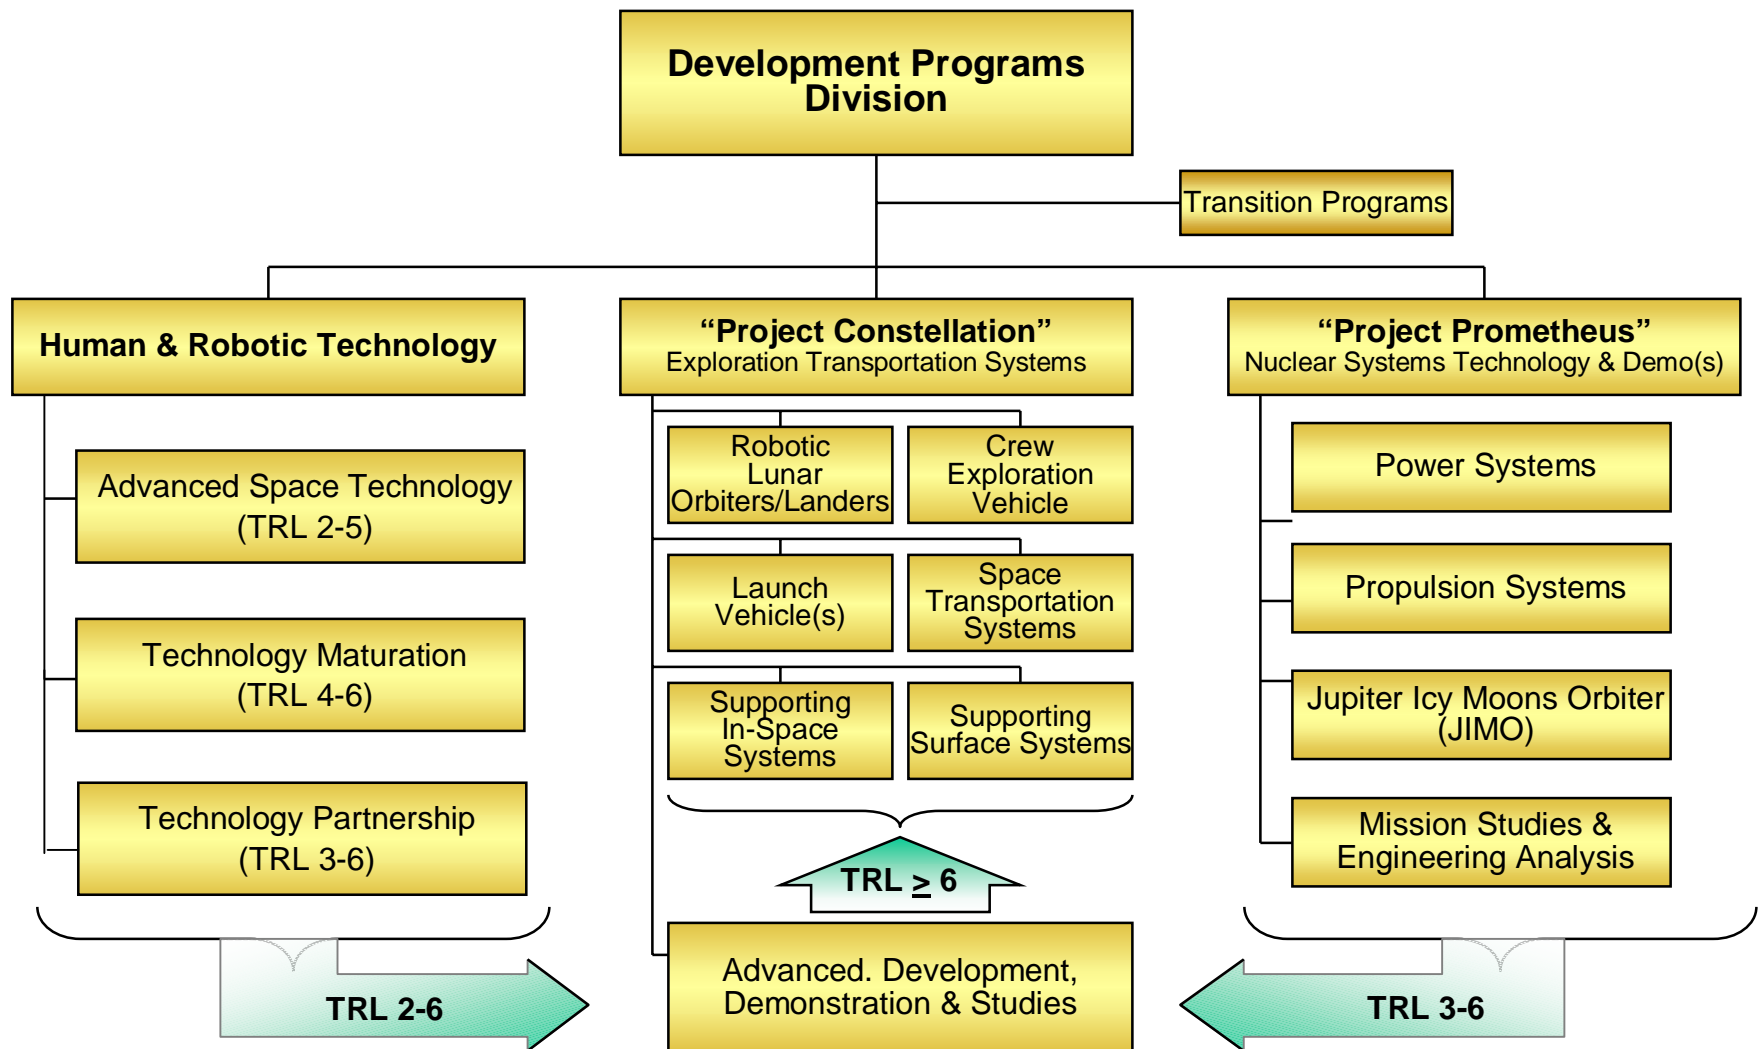 Development Programs
Division
Transition Programs
Human & Robotic Technology
“Project Constellation”
Exploration Transportation Systems
“Project Prometheus”
Nuclear Systems Technology & Demo(s)
Advanced Space Technology
(TRL 2-5)
Technology Maturation
(TRL 4-6)
Technology Partnership
(TRL 3-6)
TRL 2-6
Robotic
Lunar
Orbiters/Landers
Crew
Exploration
Vehicle
Launch
Vehicle(s)
Space
Transportation
Systems
Supporting
In-Space
Systems
Supporting
Surface Systems
TRL ≥ 6
Advanced. Development,
Demonstration & Studies
Power Systems
Propulsion Systems
Jupiter Icy Moons Orbiter
(JIMO)
Mission Studies &
Engineering Analysis
TRL 3-6